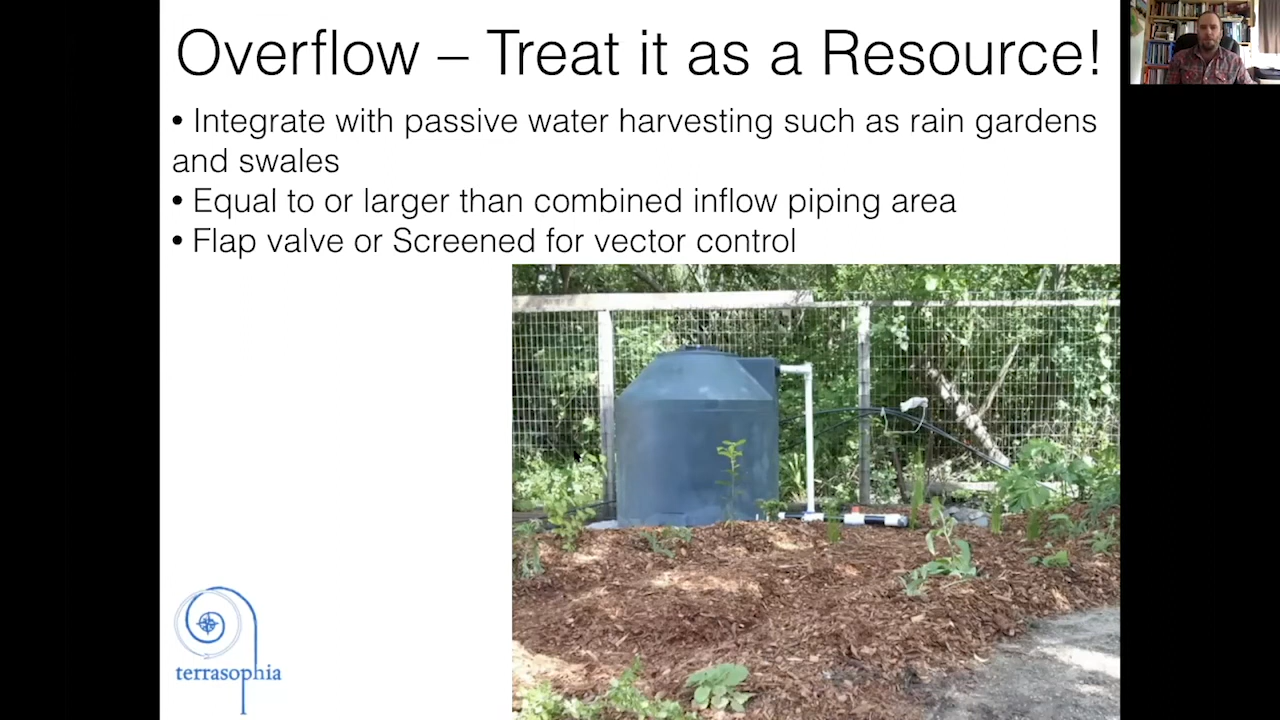 Overflow – Treat it as a Resource!
• Integrate with passive water harvesting such as rain gardens
and swales
• Equal to or larger than combined inflow piping area
• Flap valve or Screened for vector control
terrasophia